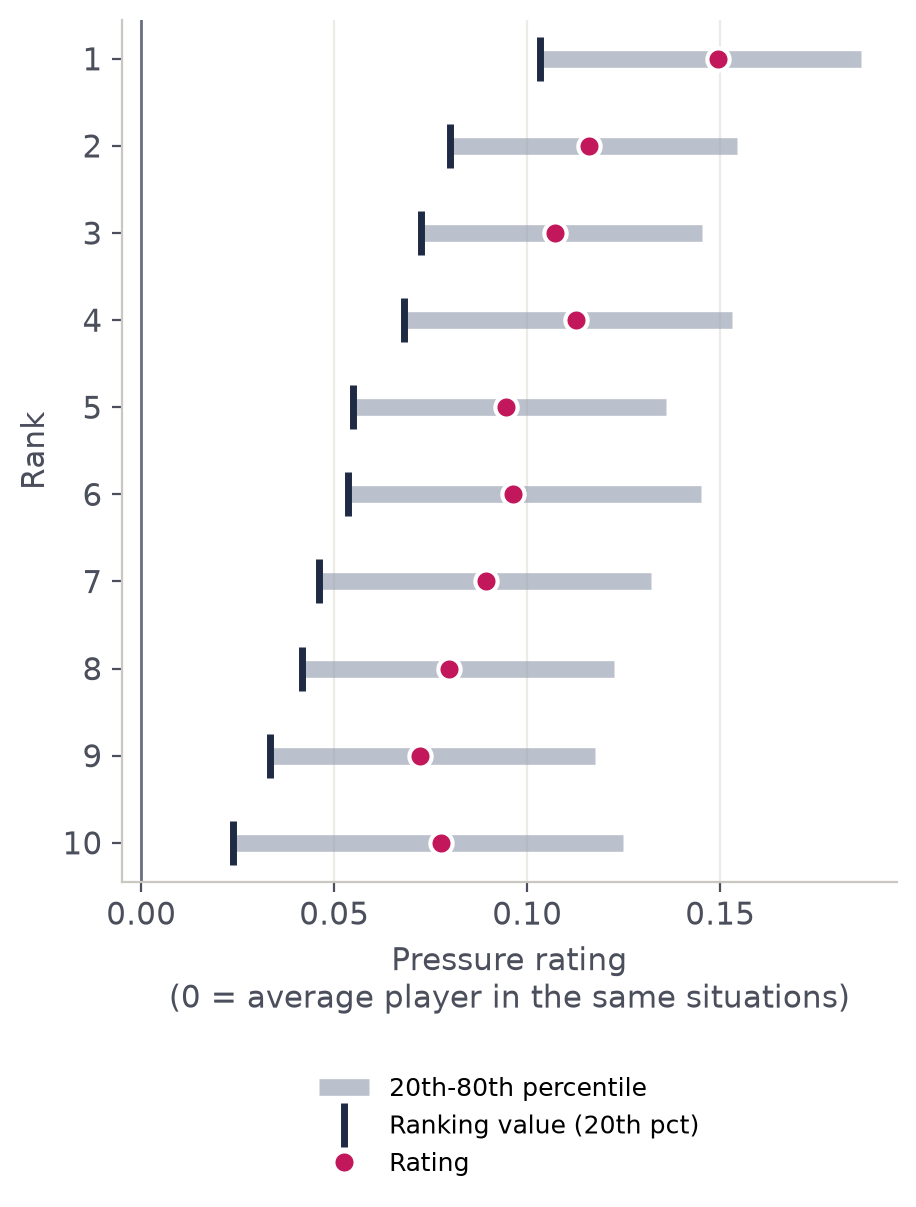 1
2
3
4
5
6
7
8
9
10
Rank
0.00 0.05 0.10 0.15
Pressure rating
(0 = average player in the same situations)
20th-80th percentile
Ranking value (20th pct)
Rating